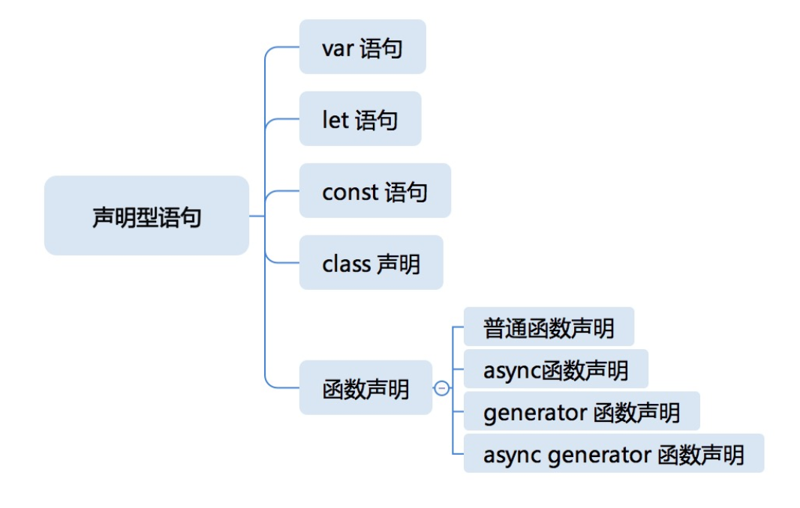 声明型语句
var 语句
let 语句
const 语句
class 声明
函数声明
普通函数声明
async函数声明
generator 函数声明
async generator 函数声明